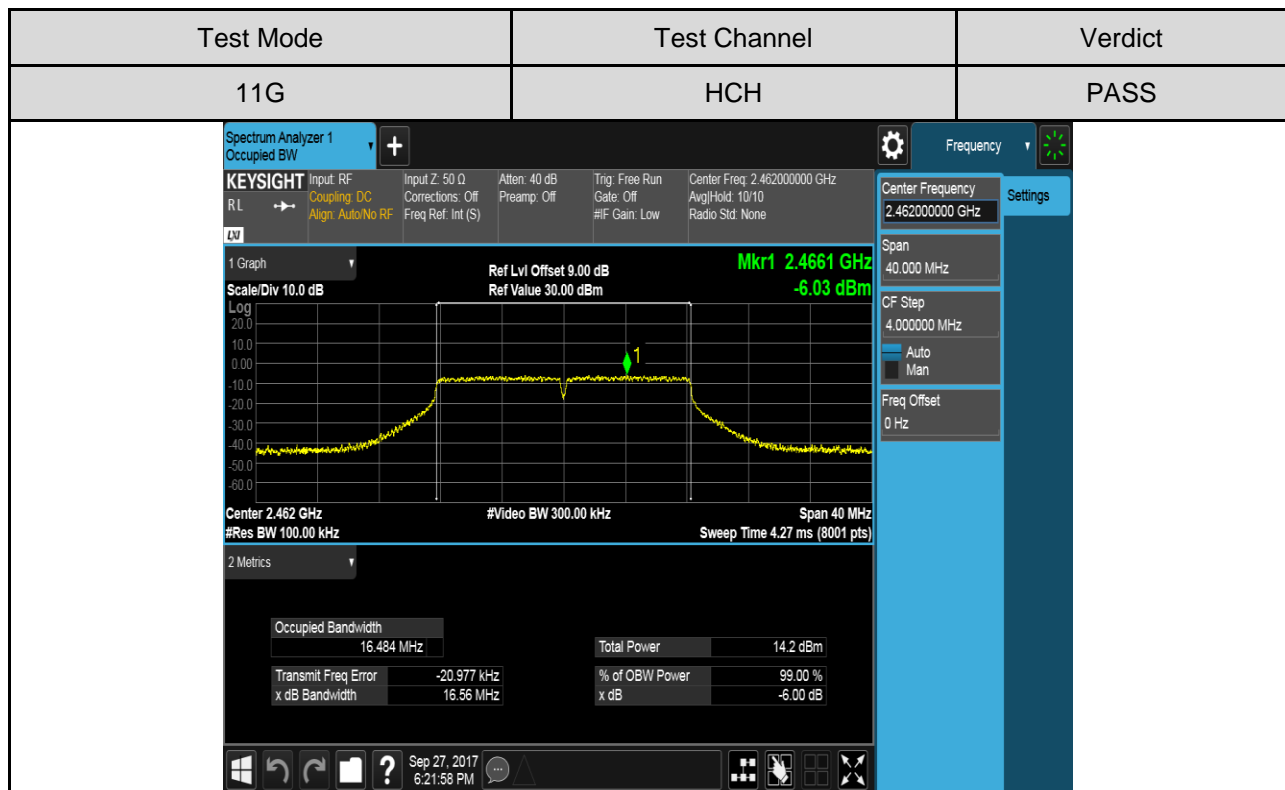 Test Mode Test Channel Verdict
11G HCH PASS
Spectrum Analyzer 1
Occupied BW
+
Frequency
KEYSIGHT
R L
LXI
Input: RF
Coupling: DC
Align: Auto/No RF
Input Z: 50 Ω
Corrections: Off
Freq Ref: Int (S)
Atten: 40 dB
Preamp: Off
Trig: Free Run
Gate: Off
#IF Gain: Low
Center Freq: 2.462000000 GHz
Avg|Hold: 10/10
Radio Std: None
Center Frequency
2.462000000 GHz
Settings
Span
40.000 MHz
CF Step
4.000000 MHz
Auto
Man
Freq Offset
0 Hz
1 Graph
Scale/Div 10.0 dB
Ref Lvl Offset 9.00 dB
Ref Value 30.00 dBm
Mkr1 2.4661 GHz
-6.03 dBm
Log
20.0
10.0
0.00
-10.0
-20.0
-30.0
-40.0
-50.0
-60.0
1
Center 2.462 GHz #Video BW 300.00 kHz Span 40 MHz
#Res BW 100.00 kHz Sweep Time 4.27 ms (8001 pts)
2 Metrics
Occupied Bandwidth
16.484 MHz
Total Power 14.2 dBm
Transmit Freq Error -20.977 kHz % of OBW Power 99.00 %
x dB Bandwidth 16.56 MHz x dB -6.00 dB
?
Sep 27, 2017
6:21:58 PM